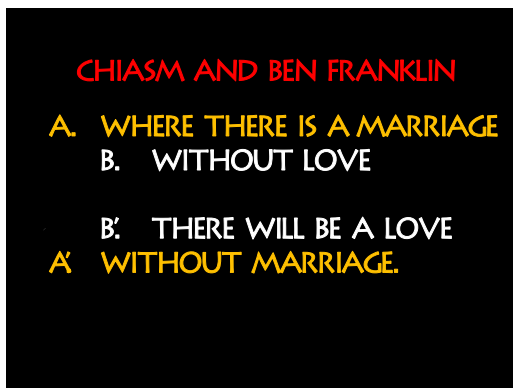 CHIASM AND BEN FRANKLIN
A. WHERE THERE IS A MARRIAGE
B. WITHOUT LOVE
B'. THERE WILL BE A LOVE
A' WITHOUT MARRIAGE.